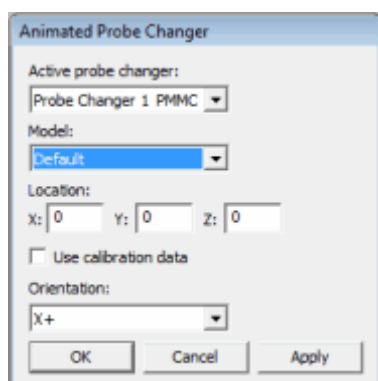 Animated Probe Changer
Active probe changer:
Probe Changer 1 PMMC
Model:
Default
Location:
X: 0 Y: 0 Z: 0
Use calibration data
Orientation:
X+
OK Cancel Apply